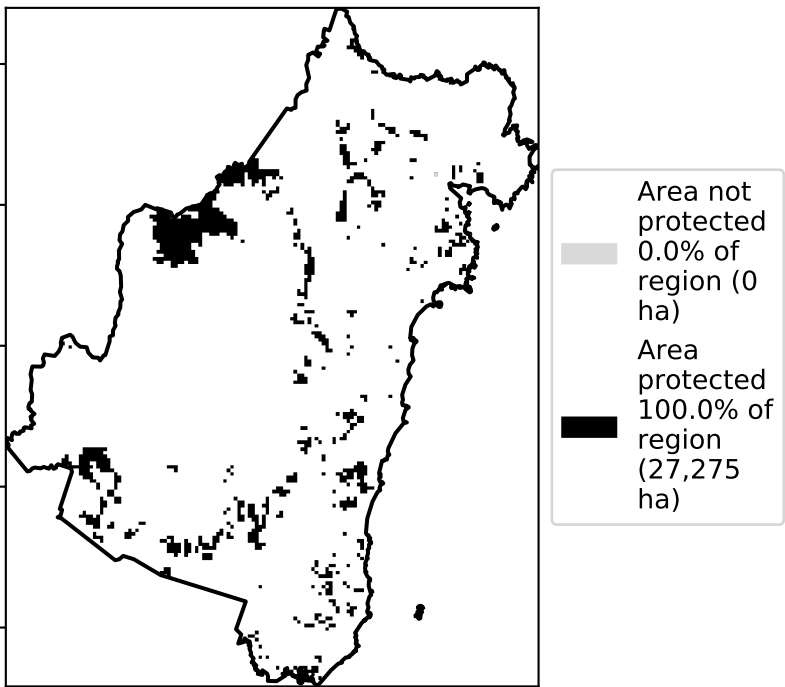 Area not
protected
0.0% of
region (0
ha)
Area
protected
100.0% of
region
(27,275
ha)